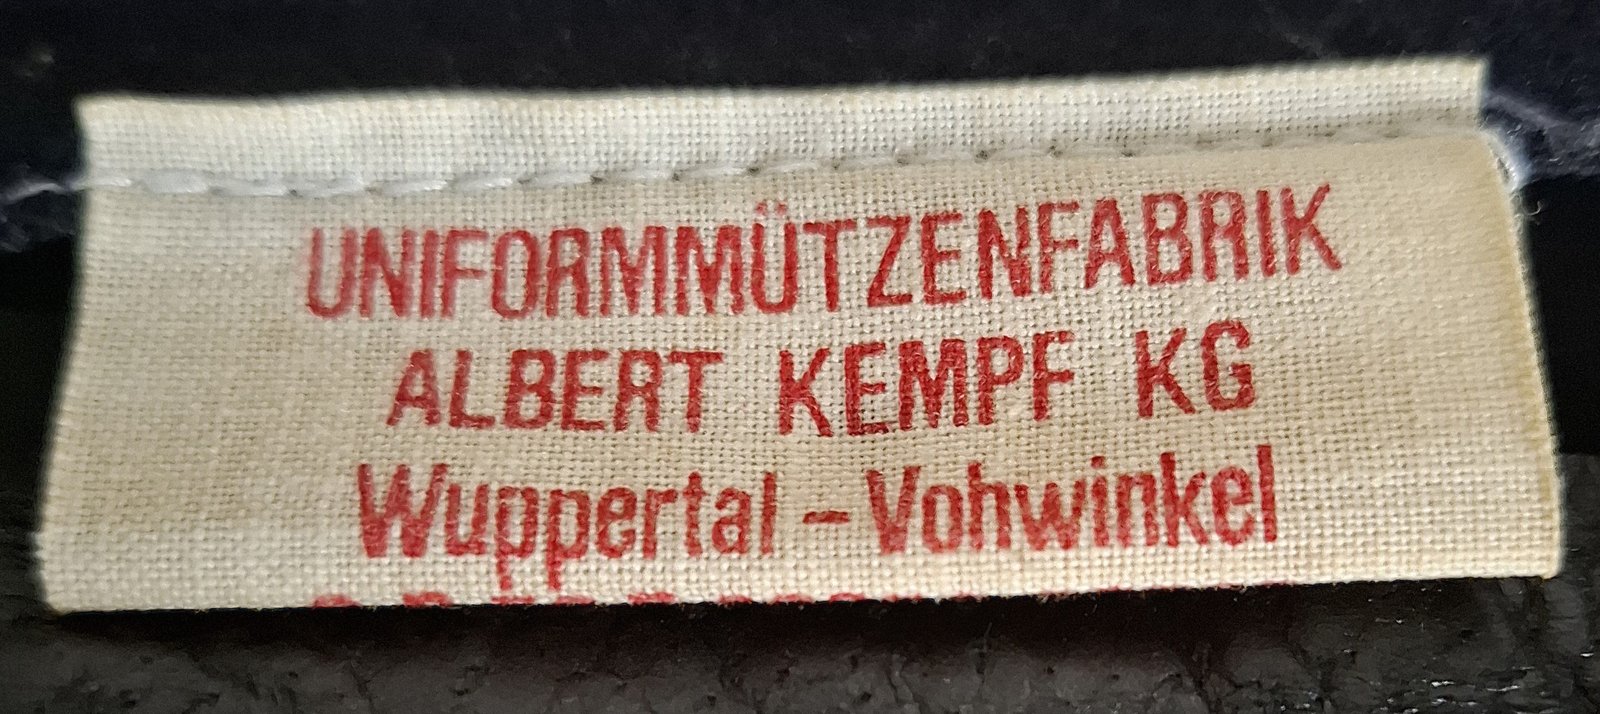 UNIFORMMÜTZENFABRIK
ALBERT KEMPF KG
Wuppertal - Vohwinkel